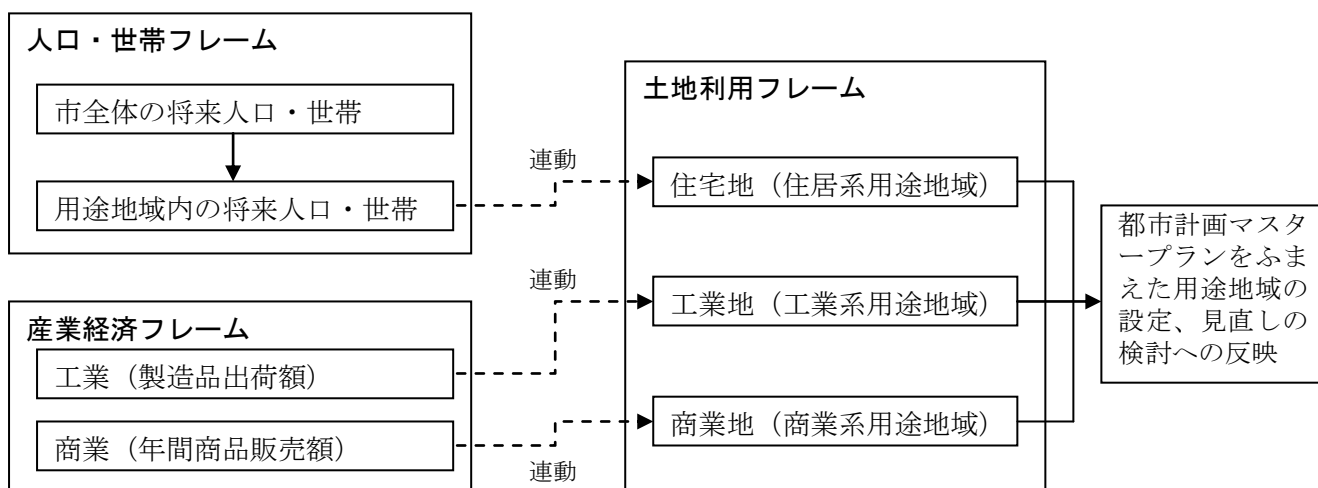 人口・世帯フレーム
市全体の将来人口・世帯
用途地域内の将来人口・世帯
産業経済フレーム
工業（製造品出荷額）
商業（年間商品販売額）
連動
連動
連動
土地利用フレーム
住宅地（住居系用途地域）
工業地（工業系用途地域）
商業地（商業系用途地域）
都市計画マスタ
ープランをふま
えた用途地域の
設定、見直しの
検討への反映